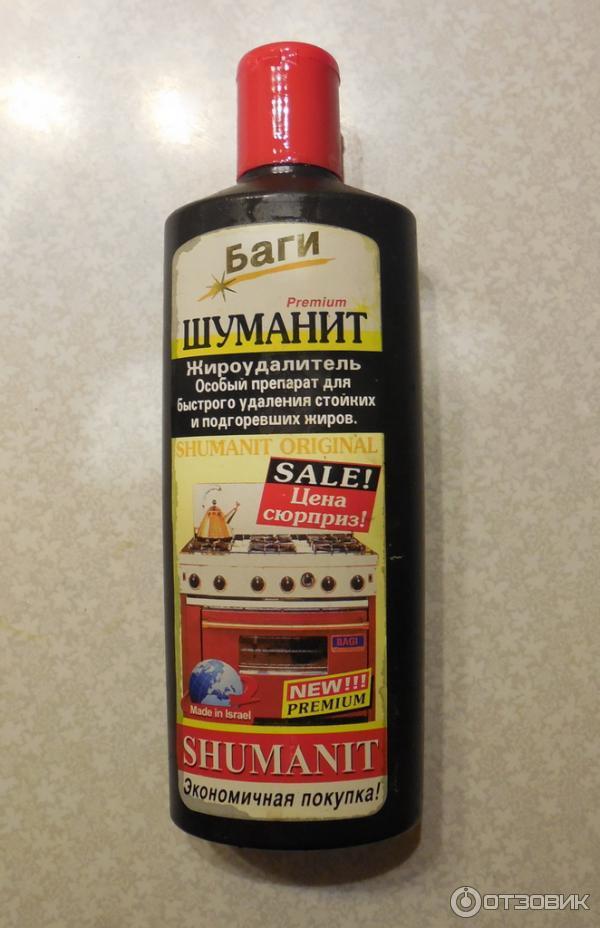 Баги
Premium
ШУМАНИТ
Жироудалитель
Особый препарат для
быстрого удаления стойких
и подгоревших жиров.
SHUMANIT ORIGINAL
SALE!
Цена
сюрприз!
BAGI
Made in Israel
NEW!!!
PREMIUM
SHUMANIT
Экономичная покупка!
ОТЗОВИК